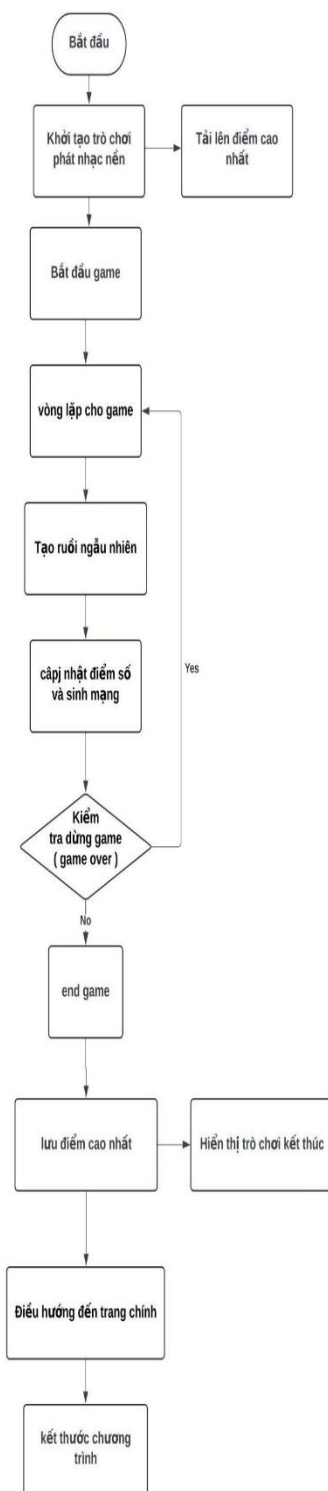 Bắt đầu
Khởi tạo trò chơi
phát nhạc nền
Tải lên điểm cao
nhất
Bắt đầu game
vòng lặp cho game
Tạo ruồi ngẫu nhiên
câpj nhật điểm số
và sinh mạng
Yes
Kiểm
tra dừng game
( game over )
No
end game
lưu điểm cao nhất
Hiển thị trò chơi kết thúc
Điều hướng đến trang chính
kết thước chương
trình